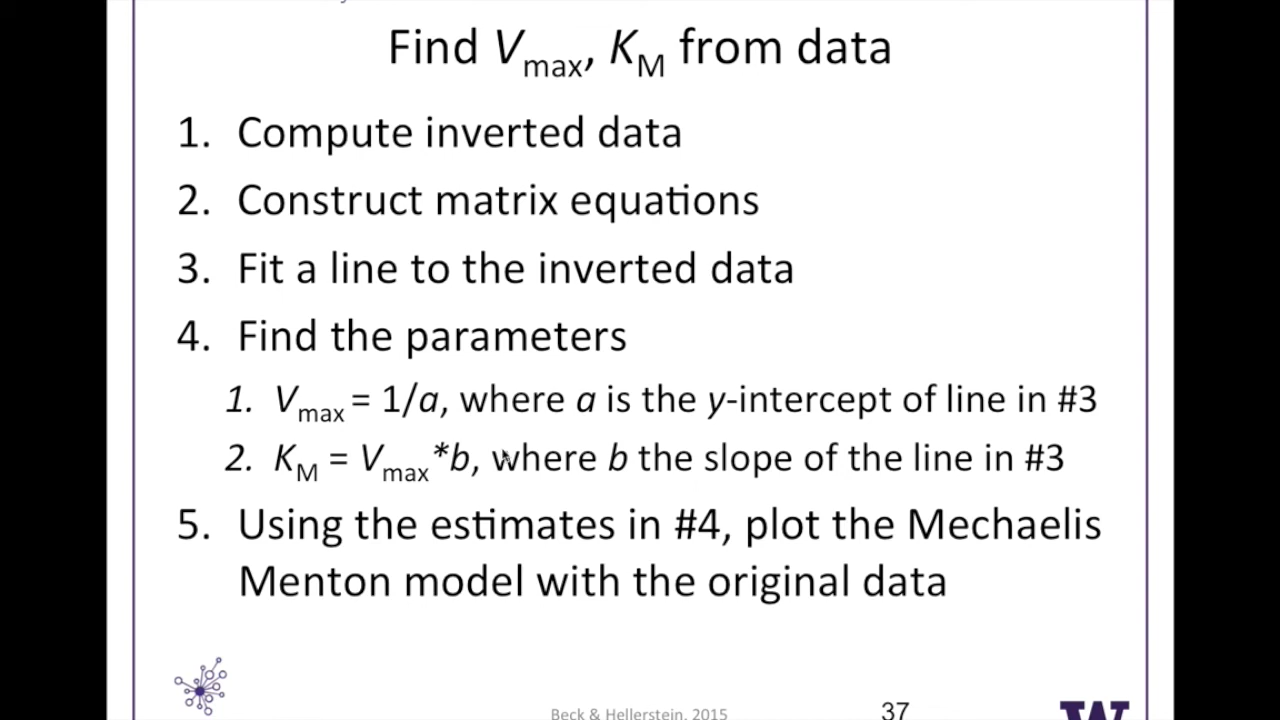 Find Vmax, KM from data
1. Compute inverted data
2. Construct matrix equations
3. Fit a line to the inverted data
4. Find the parameters
1. Vmax = 1/a, where a is the y-intercept of line in #3
2. KM = Vmax*b, where b the slope of the line in #3
5. Using the estimates in #4, plot the Mechaelis
Menton model with the original data
Beck & Hellerstein, 2015
37
W